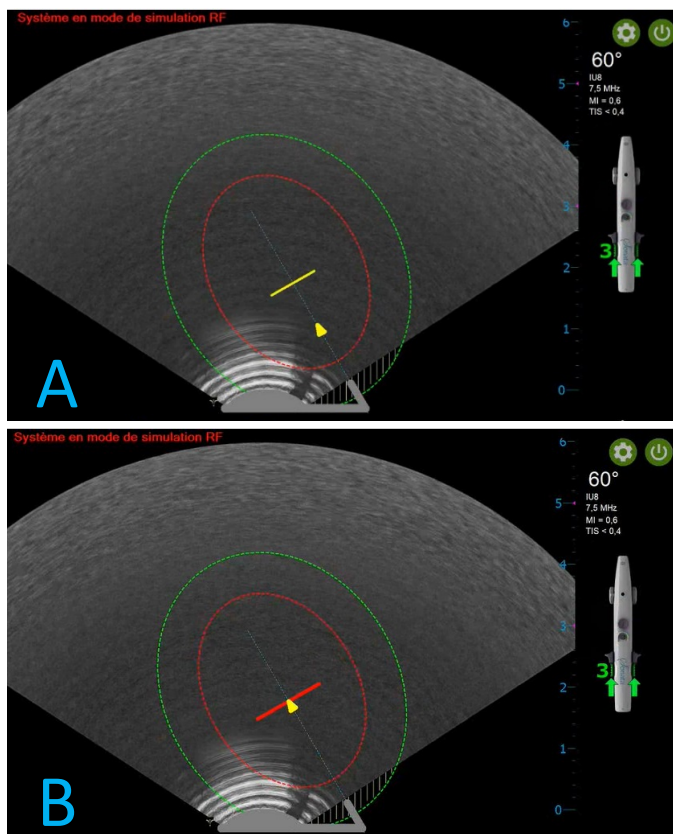 Système en mode de simulation RF
6
60°
IU8
7,5 MHz
MI = 0,6
TIS < 0,4
5
4
3
3
2
1
0
A
Système en mode de simulation RF
6
60°
IU8
7,5 MHz
MI = 0,6
TIS < 0,4
5
4
3
3
2
1
0
B